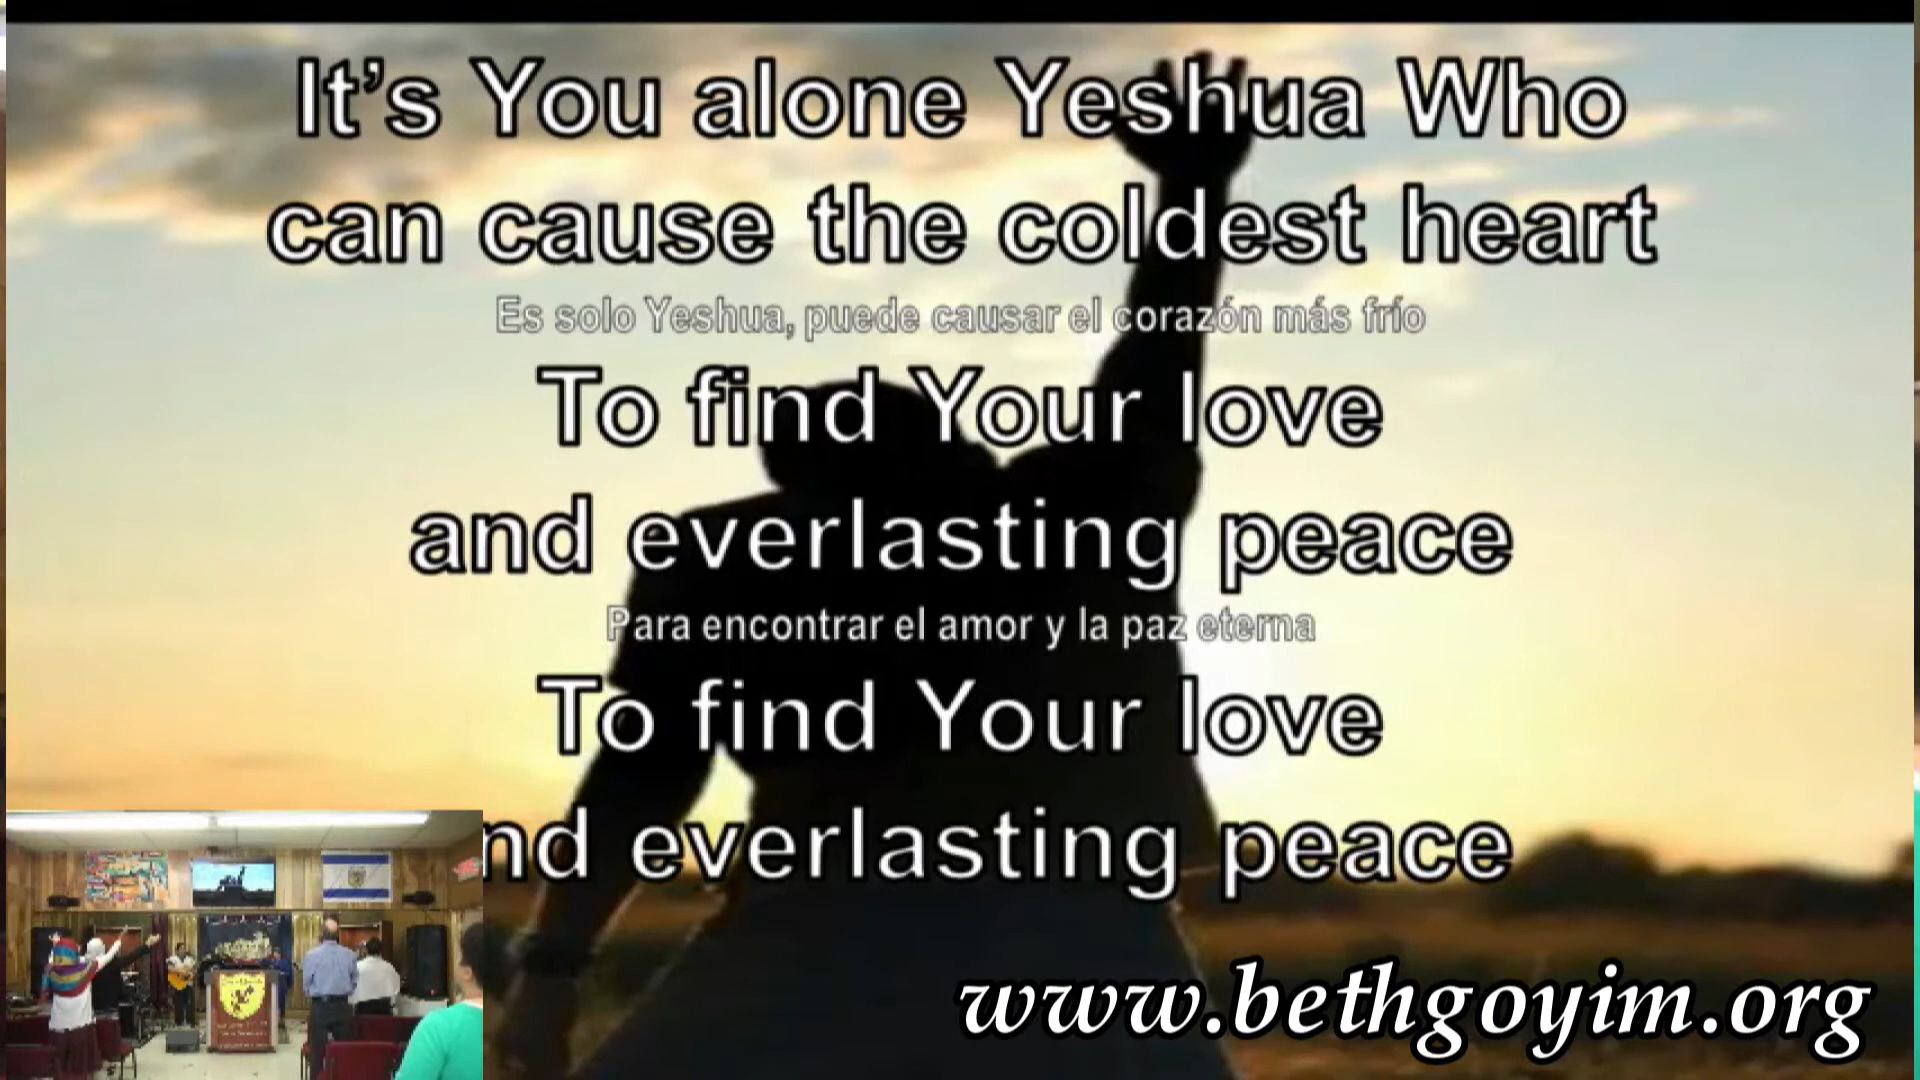 It's You alone Yeshua Who
can cause the coldest heart
Es solo Yeshua, puede causar el corazón más frío
To find Your love
and everlasting peace
Para encontrar el amor y la paz eterna
To find Your love
nd everlasting peace
www.bethgoyim.org